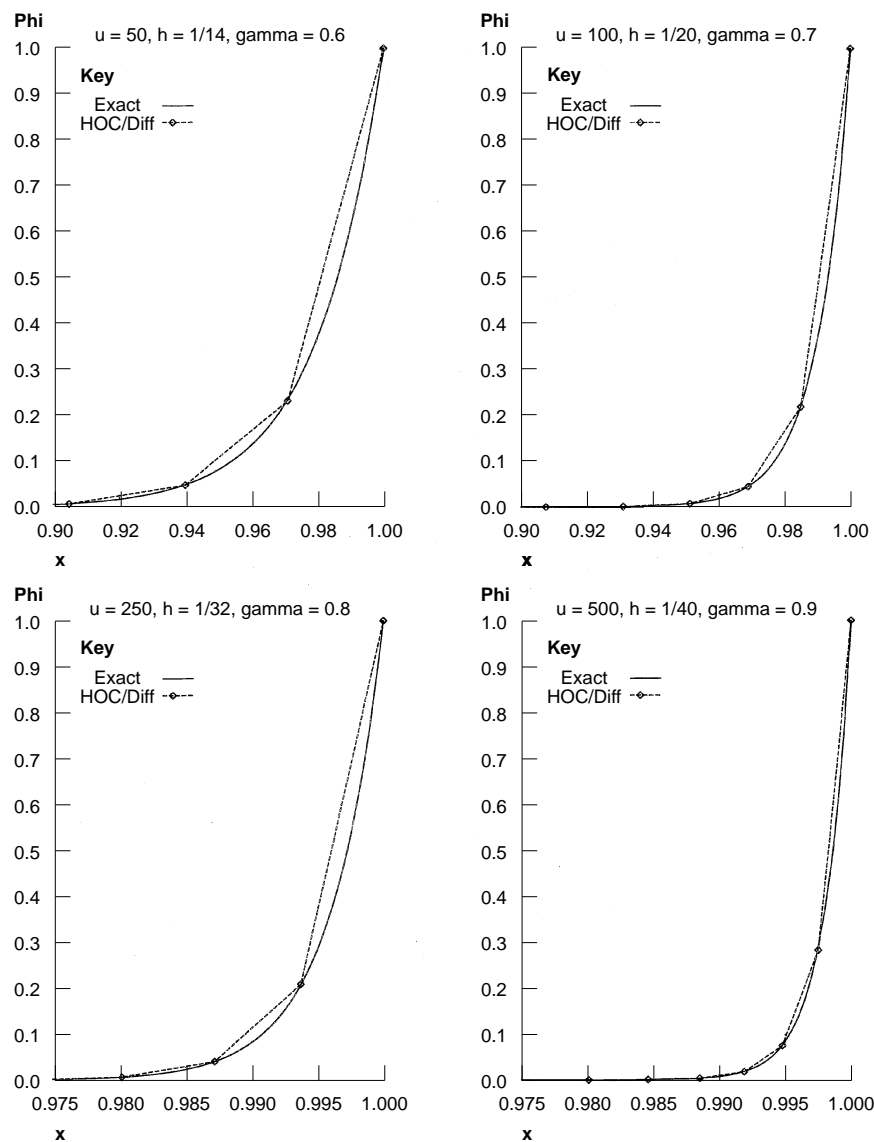 Phi
u = 50, h = 1/14, gamma = 0.6
Key
Exact
HOC/Diff
1.0
0.9
0.8
0.7
0.6
0.5
0.4
0.3
0.2
0.1
0.0
0.90 0.92 0.94 0.96 0.98 1.00
x
Phi
u = 100, h = 1/20, gamma = 0.7
Key
Exact
HOC/Diff
1.0
0.9
0.8
0.7
0.6
0.5
0.4
0.3
0.2
0.1
0.0
0.90 0.92 0.94 0.96 0.98 1.00
x
Phi
u = 250, h = 1/32, gamma = 0.8
Key
Exact
HOC/Diff
1.0
0.9
0.8
0.7
0.6
0.5
0.4
0.3
0.2
0.1
0.0
0.975 0.980 0.985 0.990 0.995 1.000
x
Phi
u = 500, h = 1/40, gamma = 0.9
Key
Exact
HOC/Diff
1.0
0.9
0.8
0.7
0.6
0.5
0.4
0.3
0.2
0.1
0.0
0.975 0.980 0.985 0.990 0.995 1.000
x